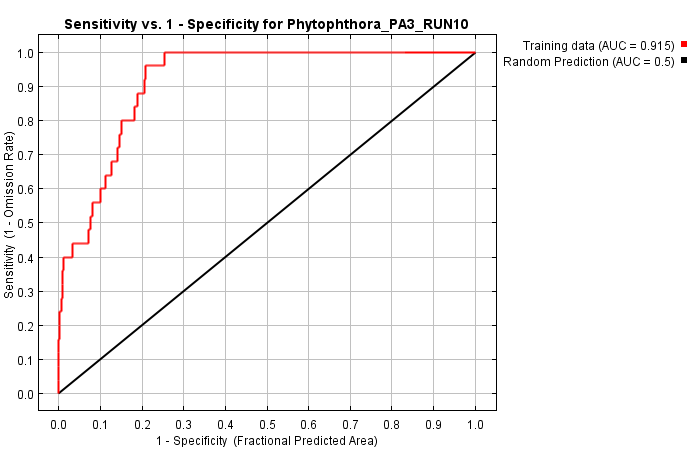 Sensitivity vs. 1 - Specificity for Phytophthora_PA3_RUN10
Training data (AUC = 0.915)
Random Prediction (AUC = 0.5)
Sensitivity (1 - Omission Rate)
1.0
0.9
0.8
0.7
0.6
0.5
0.4
0.3
0.2
0.1
0.0
0.0 0.1 0.2 0.3 0.4 0.5 0.6 0.7 0.8 0.9 1.0
1 - Specificity (Fractional Predicted Area)